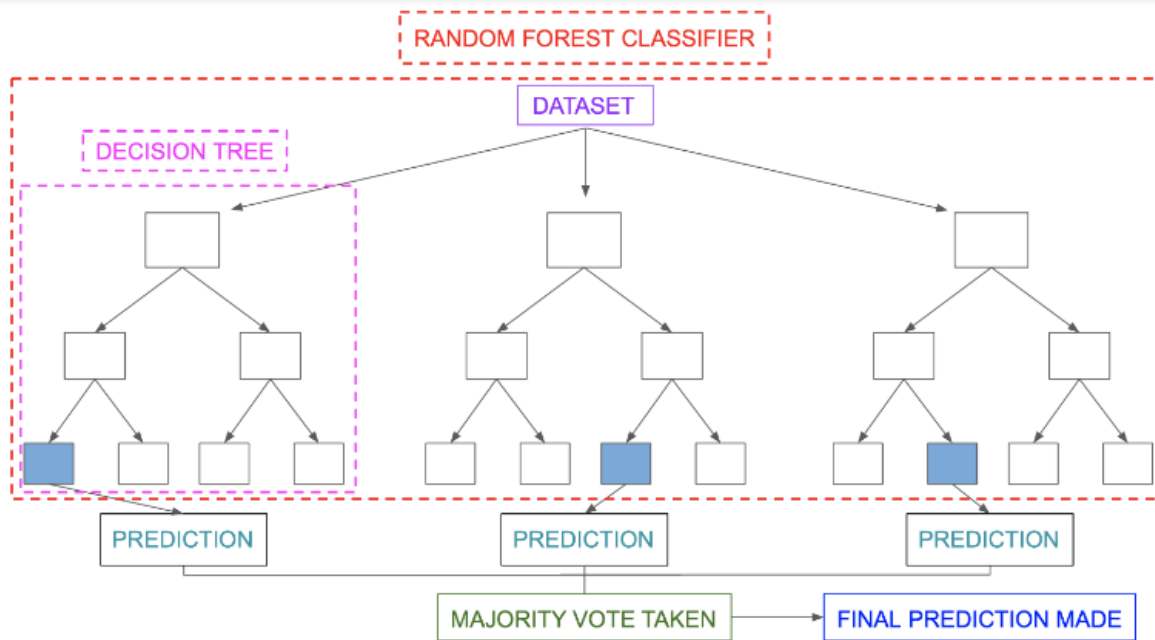 RANDOM FOREST CLASSIFIER
DATASET
DECISION TREE
PREDICTION
PREDICTION
PREDICTION
MAJORITY VOTE TAKEN
FINAL PREDICTION MADE